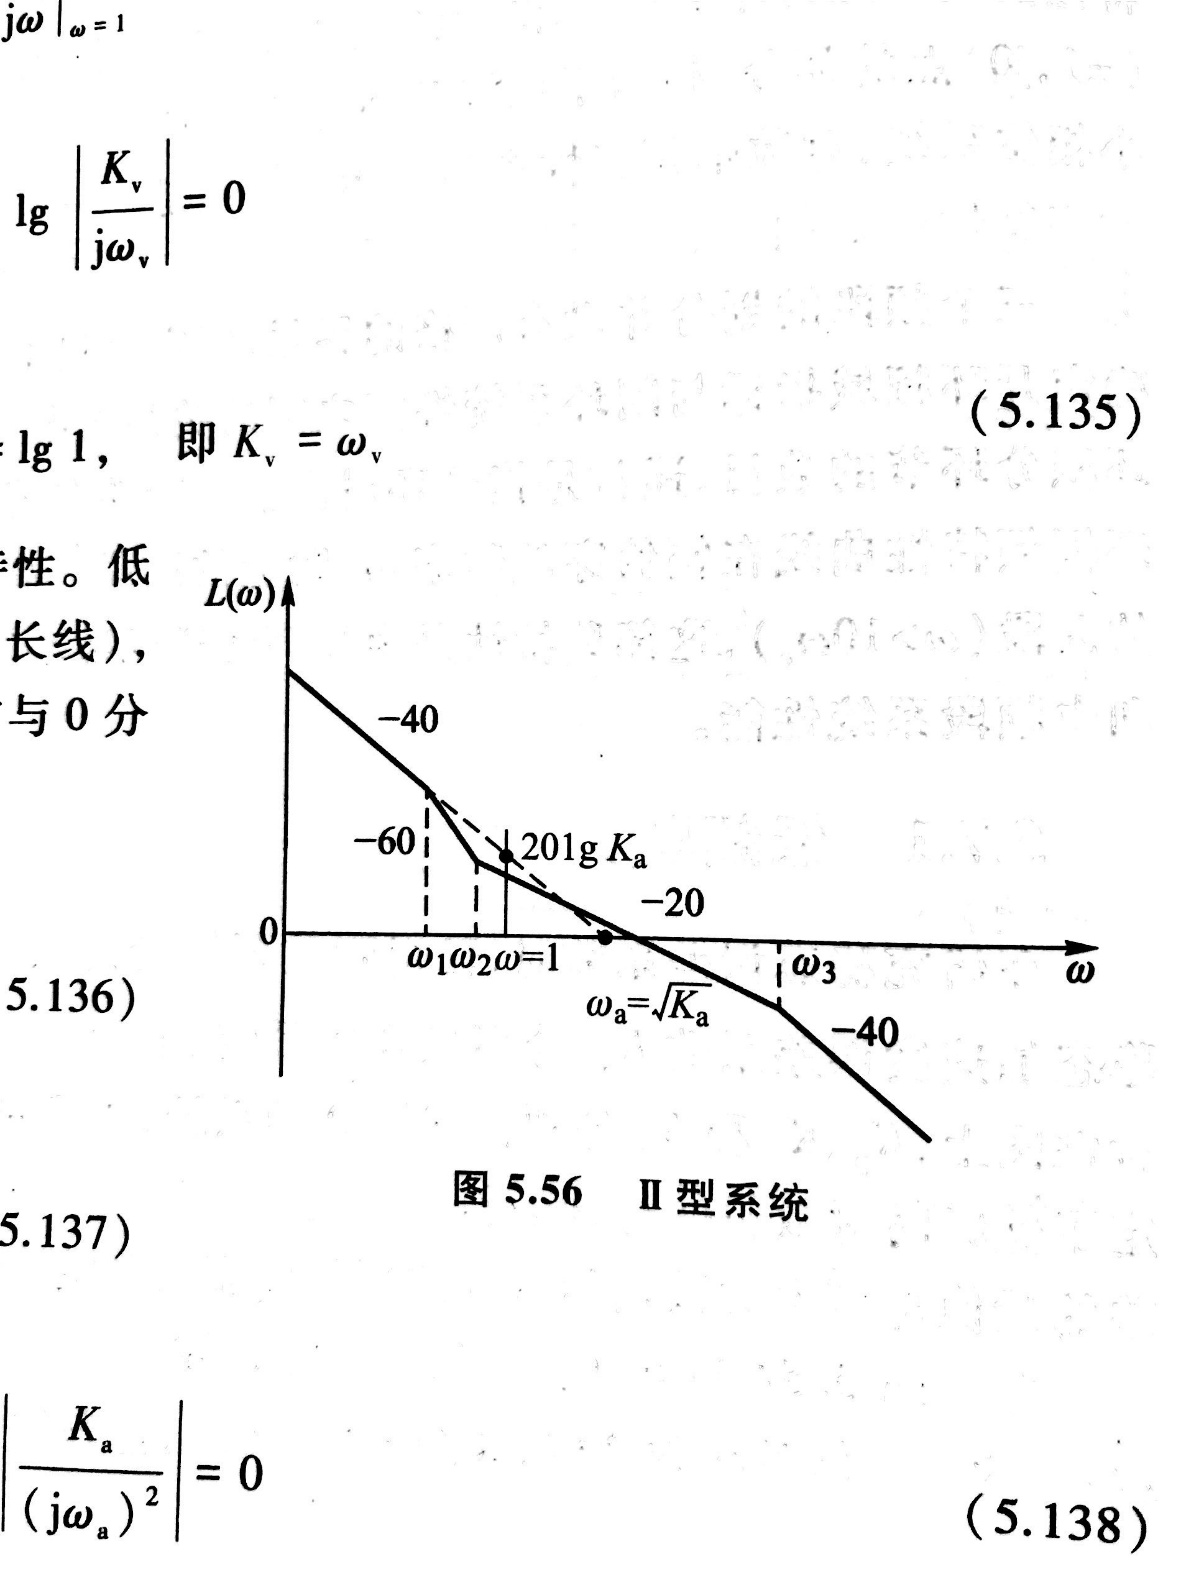 jω|ω=1
lg |Kv/jωv| = 0
(5.135)
lg 1, 即 Kv = ωv
性。低
长线),
与 0 分
L(ω)
-40
-60
20lg Ka
-20
0
ω1 ω2 ω=1
ω3
ω
ωa=√Ka
-40
5.136)
图 5.56 Ⅱ型系统
5.137)
|Ka/(jωa)²| = 0
(5.138)